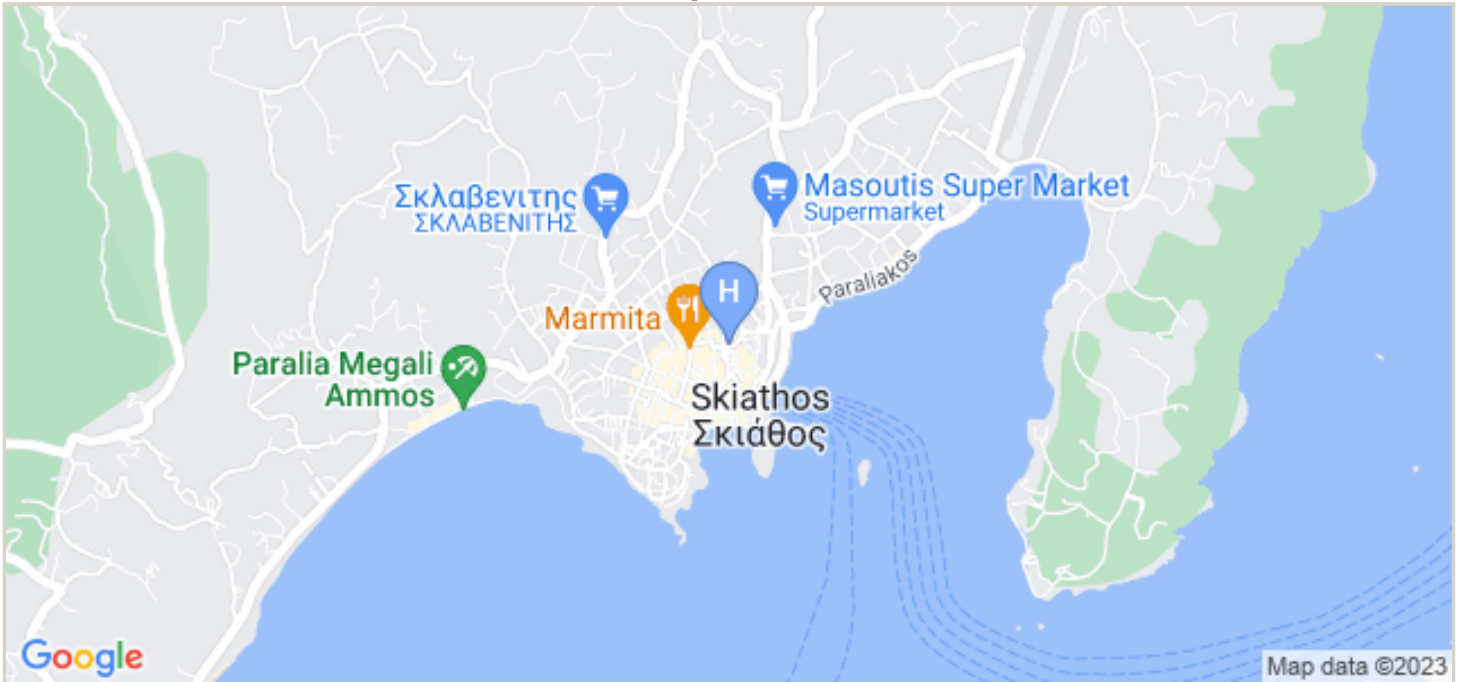 Σκλαβενιτης
ΣΚΛΑΒΕΝΙΤΗΣ
Masoutis Super Market
Supermarket
Paraliakos
H
Marmita
Paralia Megali
Ammos
Skiathos
Σκιάθος
Google
Map data ©2023